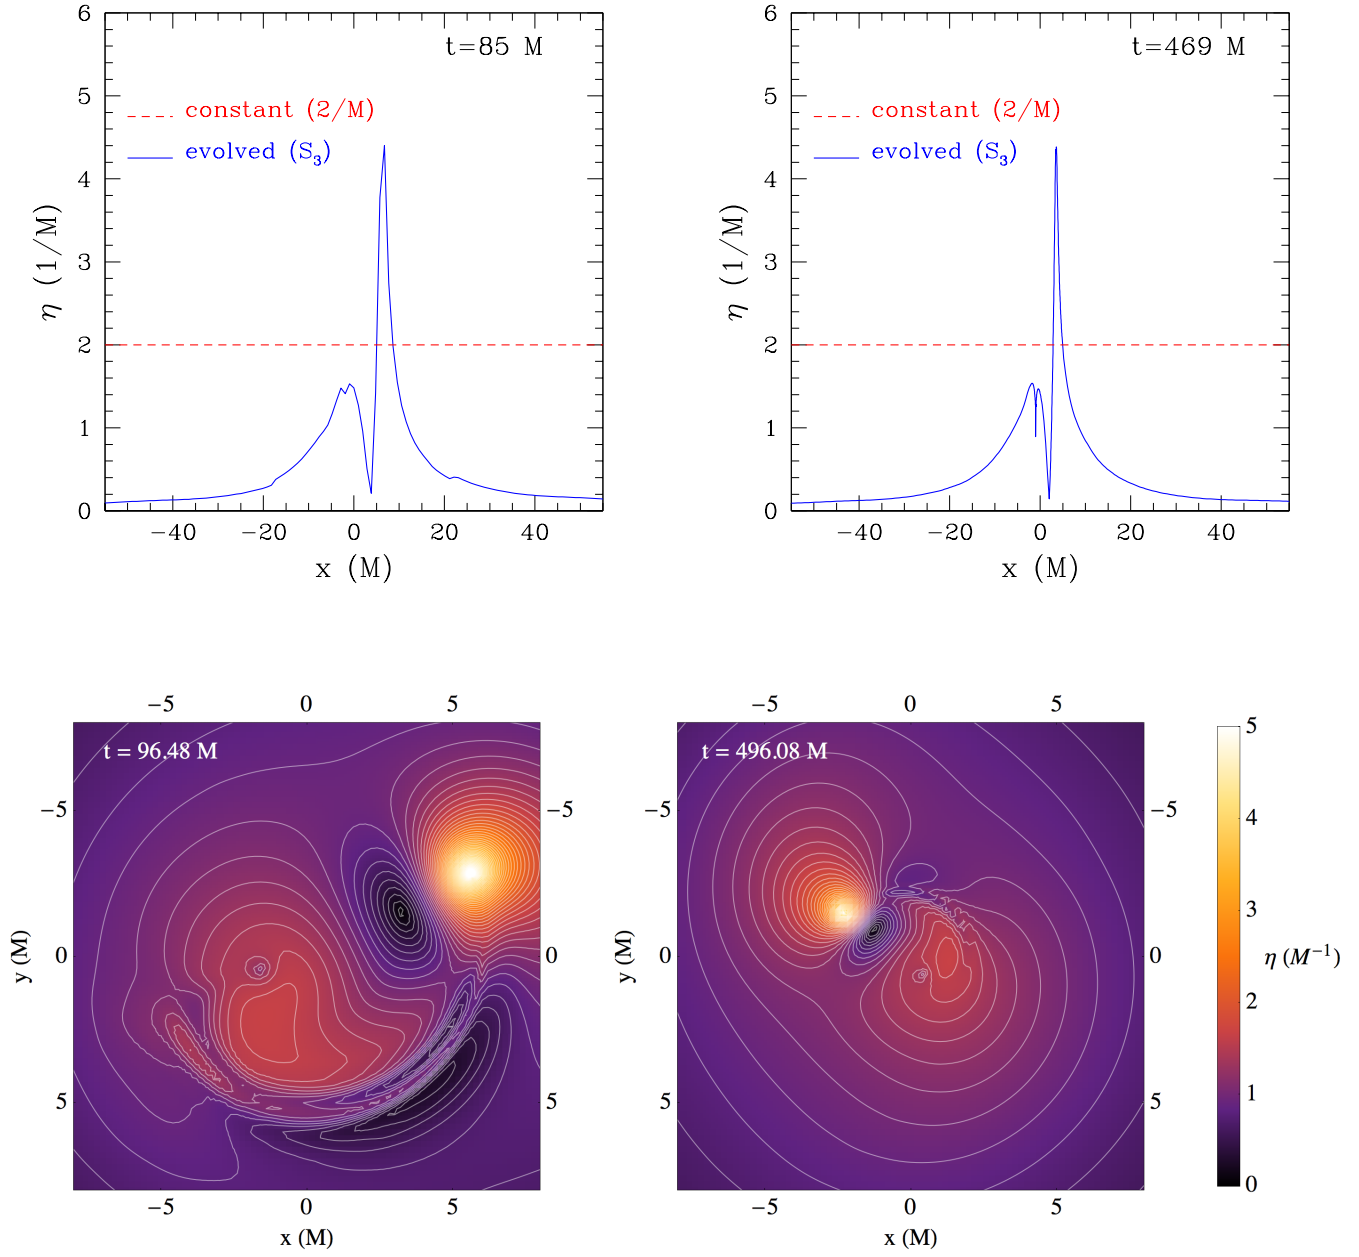 6
t=85 M
5
constant (2/M)
evolved (S3)
4
3
2
1
0
η (1/M)
−40 −20 0 20 40
x (M)
6
t=469 M
5
constant (2/M)
evolved (S3)
4
3
2
1
0
η (1/M)
−40 −20 0 20 40
x (M)
−5 0 5
t = 96.48 M
−5 −5
0 0
5 5
y (M)
−5 0 5
x (M)
−5 0 5
t = 496.08 M
−5
0 0
5
y (M)
−5 0 5
x (M)
5
4
3
2
1
0
η (M−1)